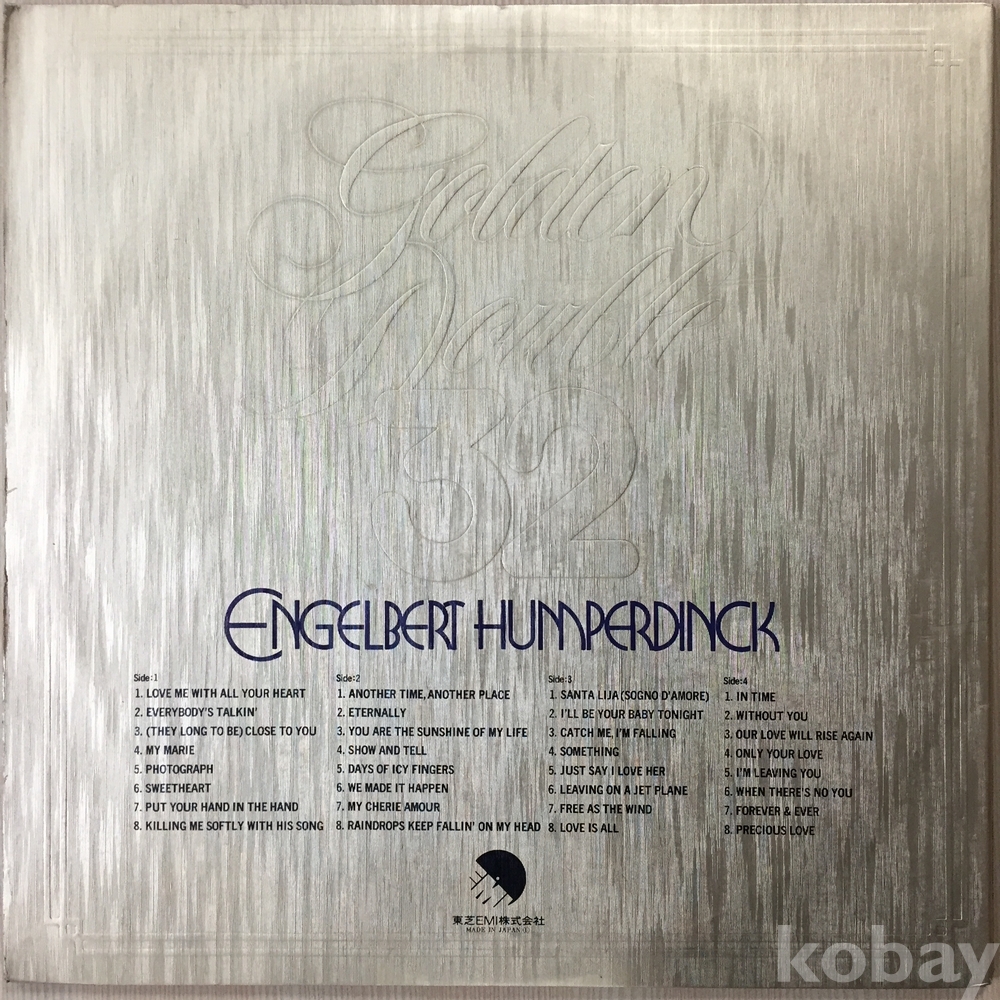 Golden
Double
32
ENGELBERT HUMPERDINCK
Side:1
1. LOVE ME WITH ALL YOUR HEART
2. EVERYBODY'S TALKIN'
3. (THEY LONG TO BE) CLOSE TO YOU
4. MY MARIE
5. PHOTOGRAPH
6. SWEETHEART
7. PUT YOUR HAND IN THE HAND
8. KILLING ME SOFTLY WITH HIS SONG
Side:2
1. ANOTHER TIME, ANOTHER PLACE
2. ETERNALLY
3. YOU ARE THE SUNSHINE OF MY LIFE
4. SHOW AND TELL
5. DAYS OF ICY FINGERS
6. WE MADE IT HAPPEN
7. MY CHERIE AMOUR
8. RAINDROPS KEEP FALLIN' ON MY HEAD
Side:3
1. SANTA LIJA (SOGNO D'AMORE)
2. I'LL BE YOUR BABY TONIGHT
3. CATCH ME, I'M FALLING
4. SOMETHING
5. JUST SAY I LOVE HER
6. LEAVING ON A JET PLANE
7. FREE AS THE WIND
8. LOVE IS ALL
Side:4
1. IN TIME
2. WITHOUT YOU
3. OUR LOVE WILL RISE AGAIN
4. ONLY YOUR LOVE
5. I'M LEAVING YOU
6. WHEN THERE'S NO YOU
7. FOREVER & EVER
8. PRECIOUS LOVE
東芝EMI株式会社
MADE IN JAPAN (L)
kobay